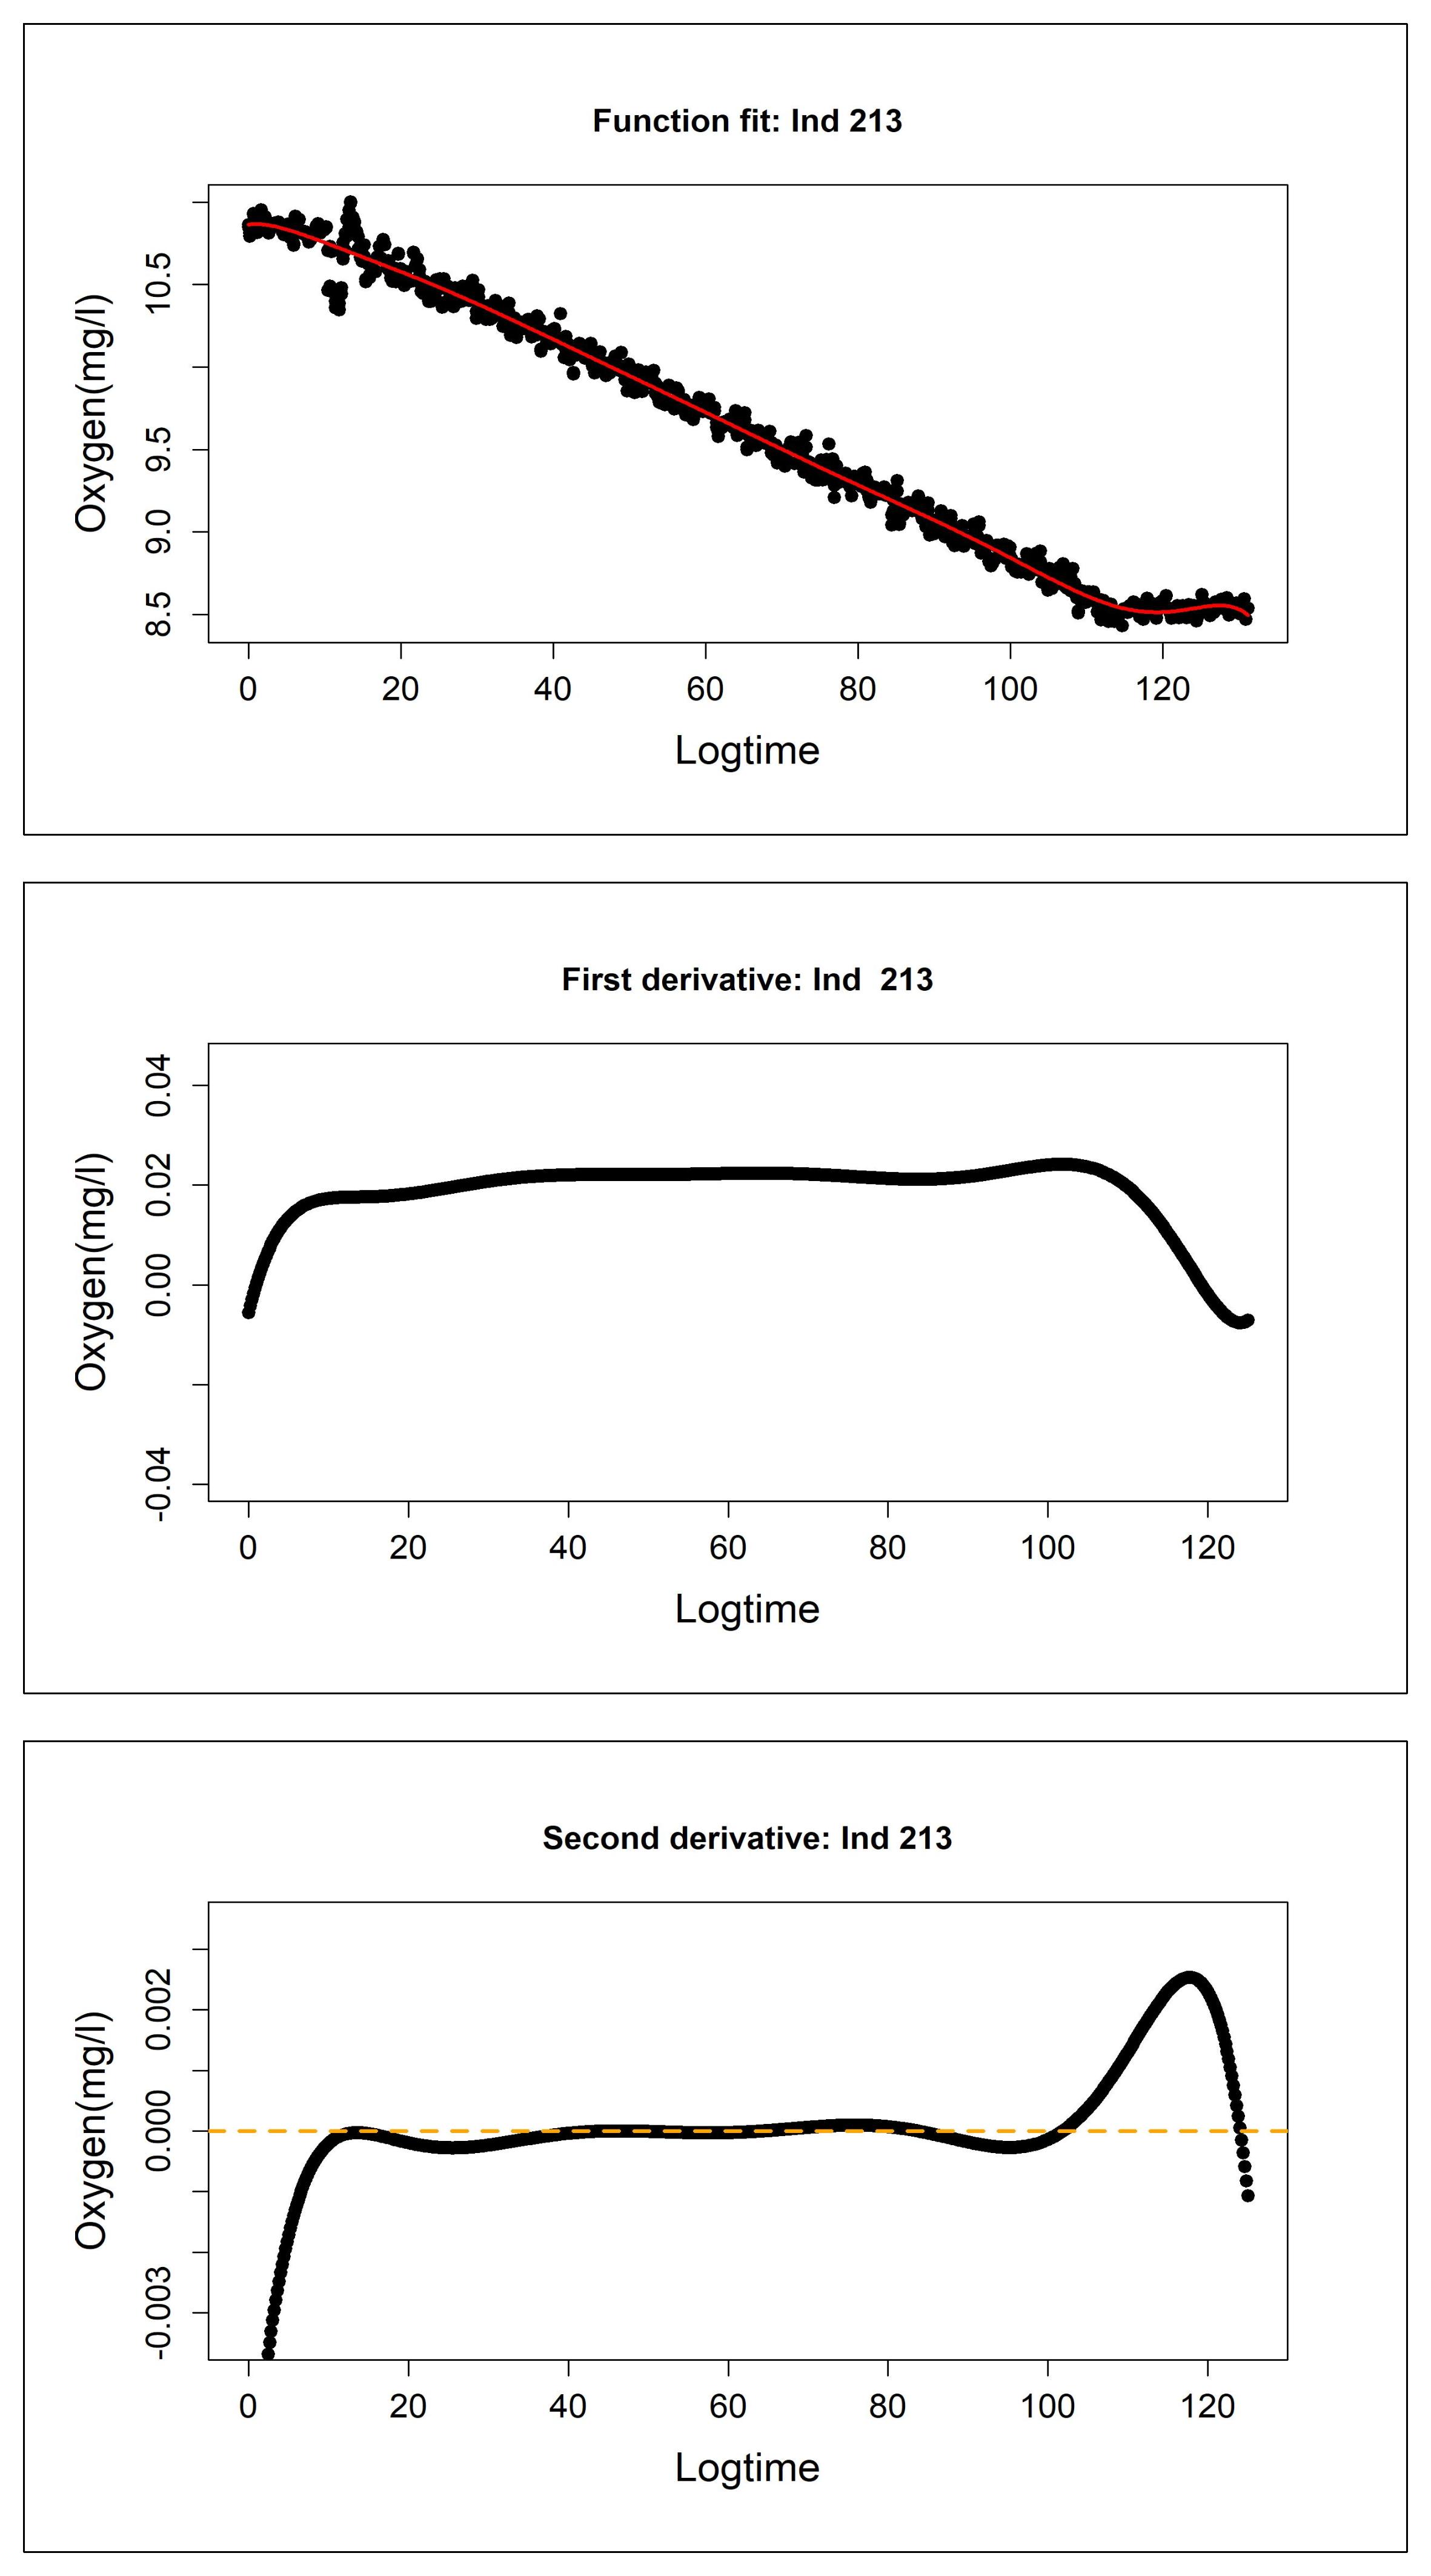 Function fit: Ind 213
Oxygen(mg/l)
10.5
9.5
9.0
8.5
0 20 40 60 80 100 120
Logtime
First derivative: Ind  213
Oxygen(mg/l)
0.04
0.02
0.00
-0.04
0 20 40 60 80 100 120
Logtime
Second derivative: Ind 213
Oxygen(mg/l)
0.002
0.000
-0.003
0 20 40 60 80 100 120
Logtime